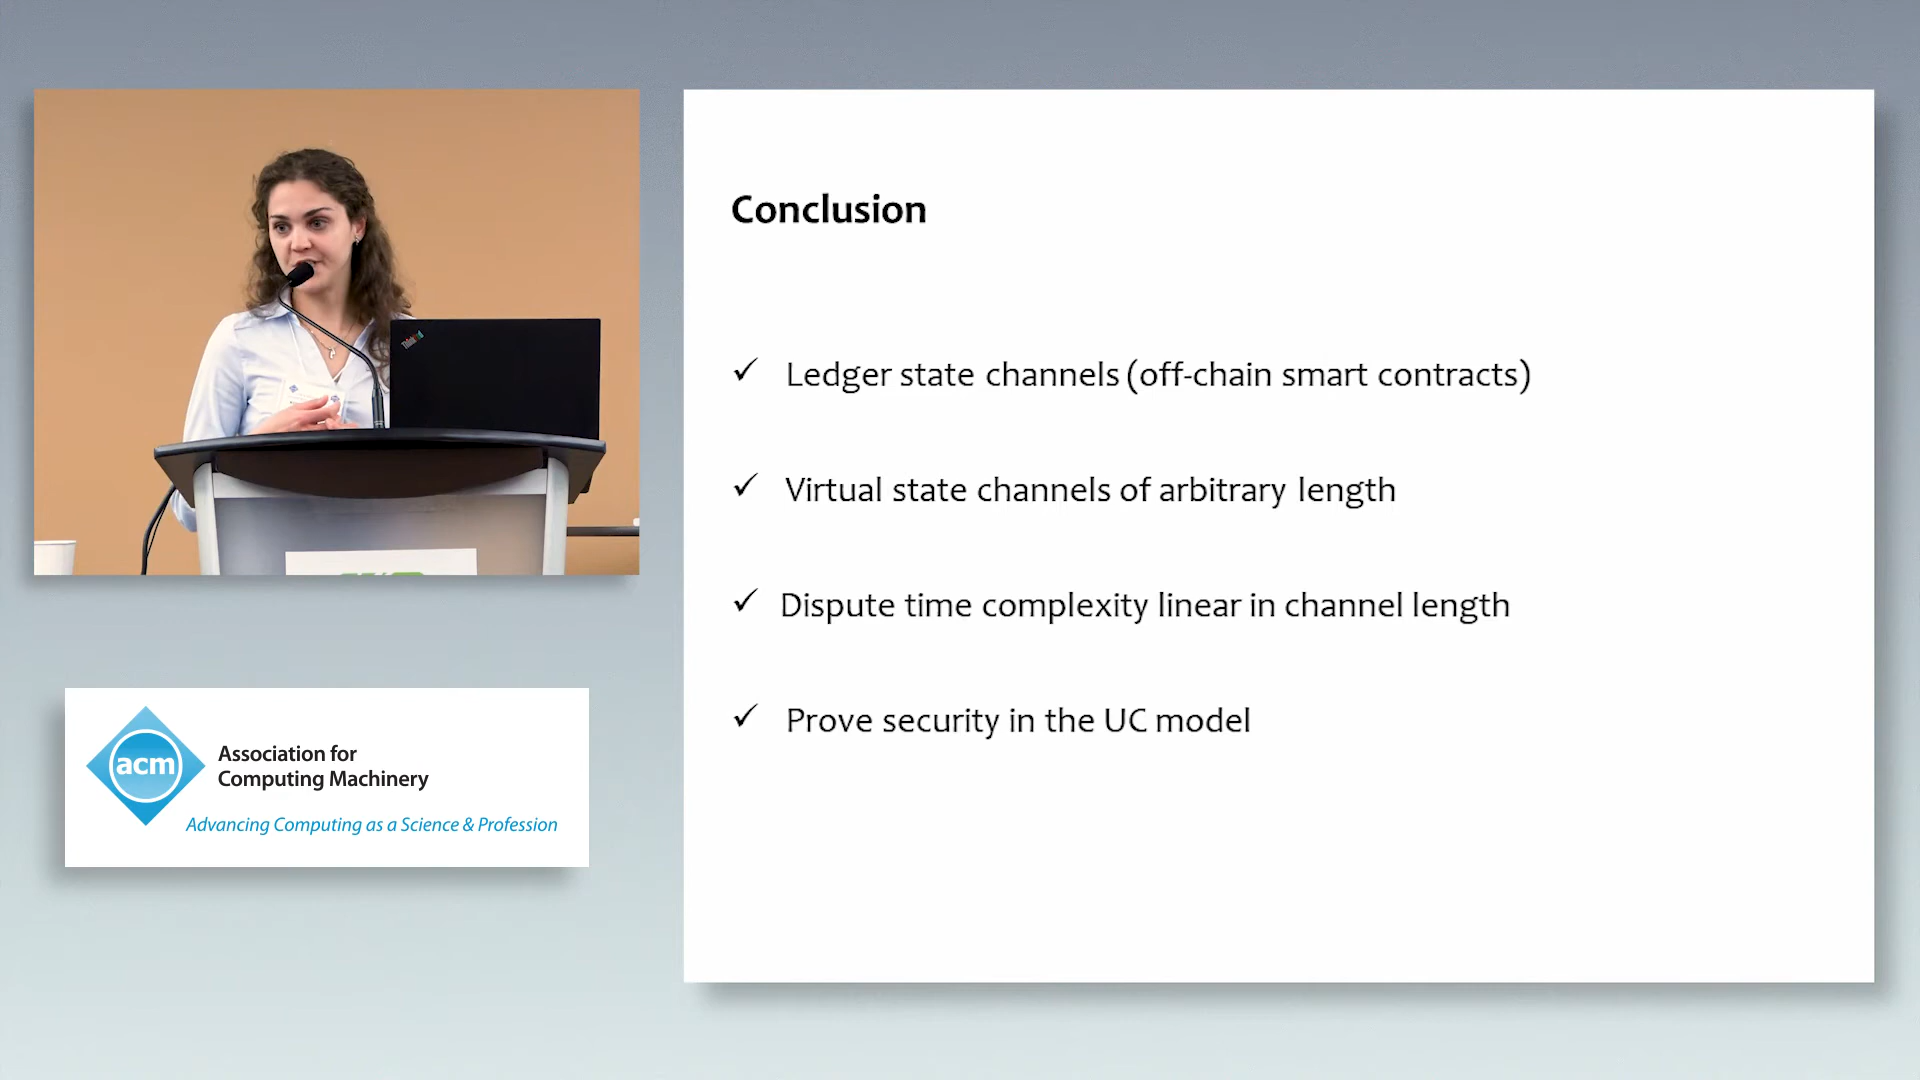 ThinkPad
acm
Association for
Computing Machinery
Advancing Computing as a Science & Profession
Conclusion
✓ Ledger state channels (off-chain smart contracts)
✓ Virtual state channels of arbitrary length
✓ Dispute time complexity linear in channel length
✓ Prove security in the UC model